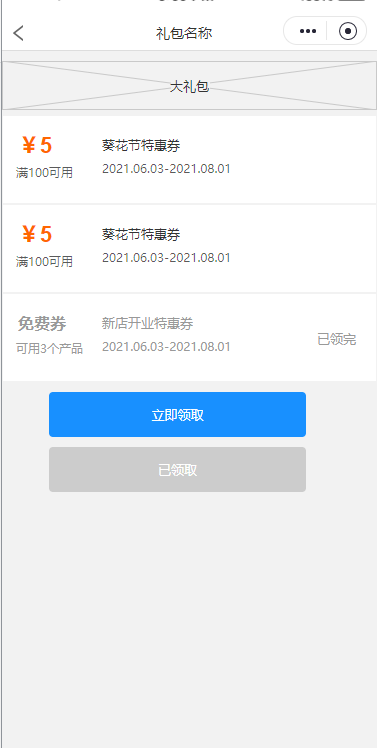 礼包名称
大礼包
￥5
葵花节特惠券
满100可用
2021.06.03-2021.08.01
￥5
葵花节特惠券
满100可用
2021.06.03-2021.08.01
免费券
新店开业特惠券
可用3个产品
2021.06.03-2021.08.01
已领完
立即领取
已领取